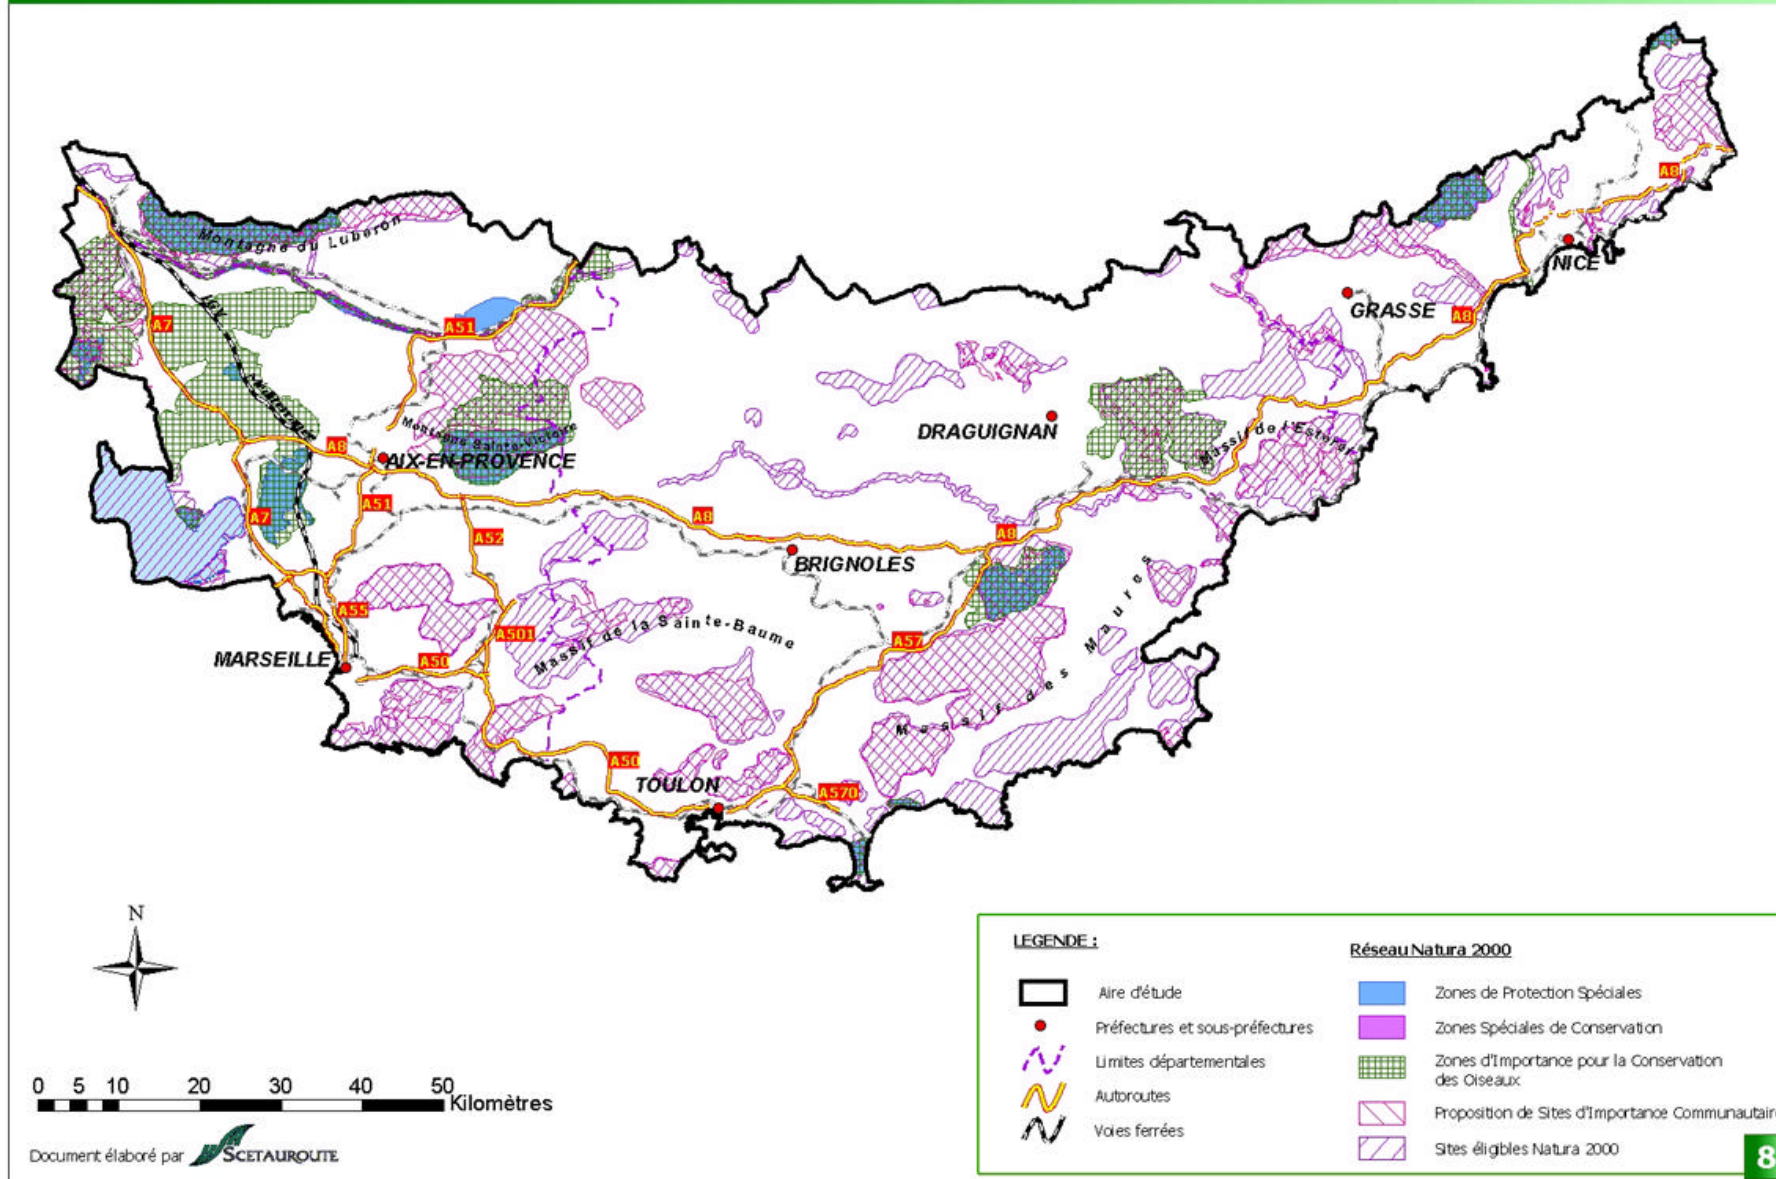 A8
Montagne du Luberon
NICE
GRASSE
A8
A7
A51
DRAGUIGNAN
Massif de l'Esterel
Montagne Sainte-Victoire
A8
AIX-EN-PROVENCE
A51
A7
A52
A8
A8
BRIGNOLES
A55
A501
Massif de la Sainte-Baume
A57
Massif des Maures
MARSEILLE
A50
A50
TOULON
A570
N
0 5 10 20 30 40 50
Kilomètres
Document élaboré par SCETAUROUTE
LEGENDE :
Aire d'étude
Préfectures et sous-préfectures
Limites départementales
Autoroutes
Voies ferrées
Réseau Natura 2000
Zones de Protection Spéciales
Zones Spéciales de Conservation
Zones d'Importance pour la Conservation
des Oiseaux
Proposition de Sites d'Importance Communautaire
Sites éligibles Natura 2000
8